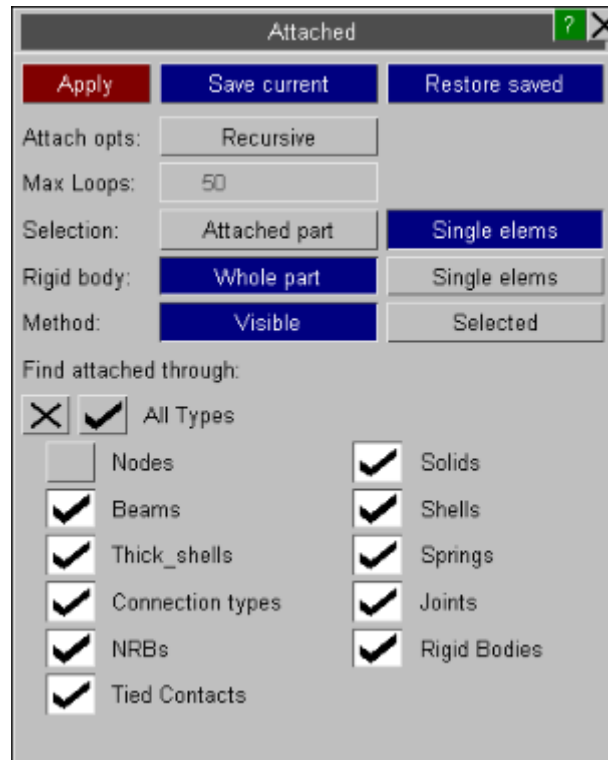 Attached ?
Apply Save current Restore saved
Attach opts: Recursive
Max Loops: 50
Selection: Attached part Single elems
Rigid body: Whole part Single elems
Method: Visible Selected
Find attached through:
All Types
Nodes Solids
Beams Shells
Thick_shells Springs
Connection types Joints
NRBs Rigid Bodies
Tied Contacts